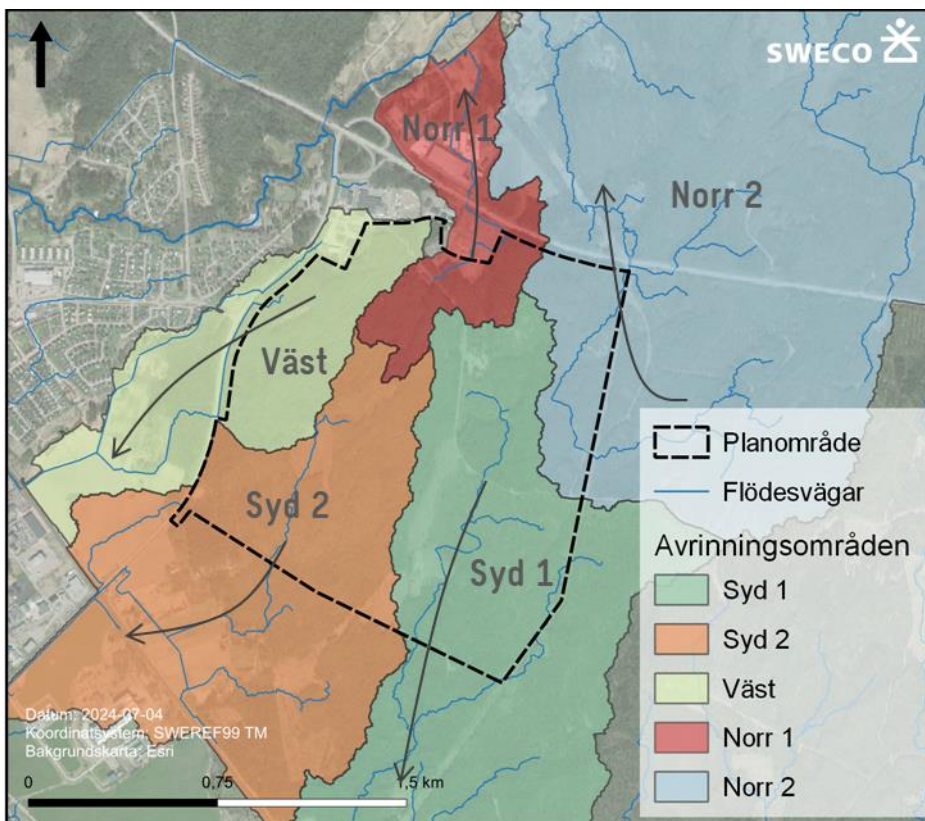 SWECO
Norr 1
Norr 2
Väst
Syd 2
Syd 1
Planområde
Flödesvägar
Avrinningsområden
Syd 1
Syd 2
Väst
Norr 1
Norr 2
Datum: 2024-07-04
Koordinatsystem: SWEREF99 TM
Bakgrundskarta: Esri
0 0,75 1,5 km